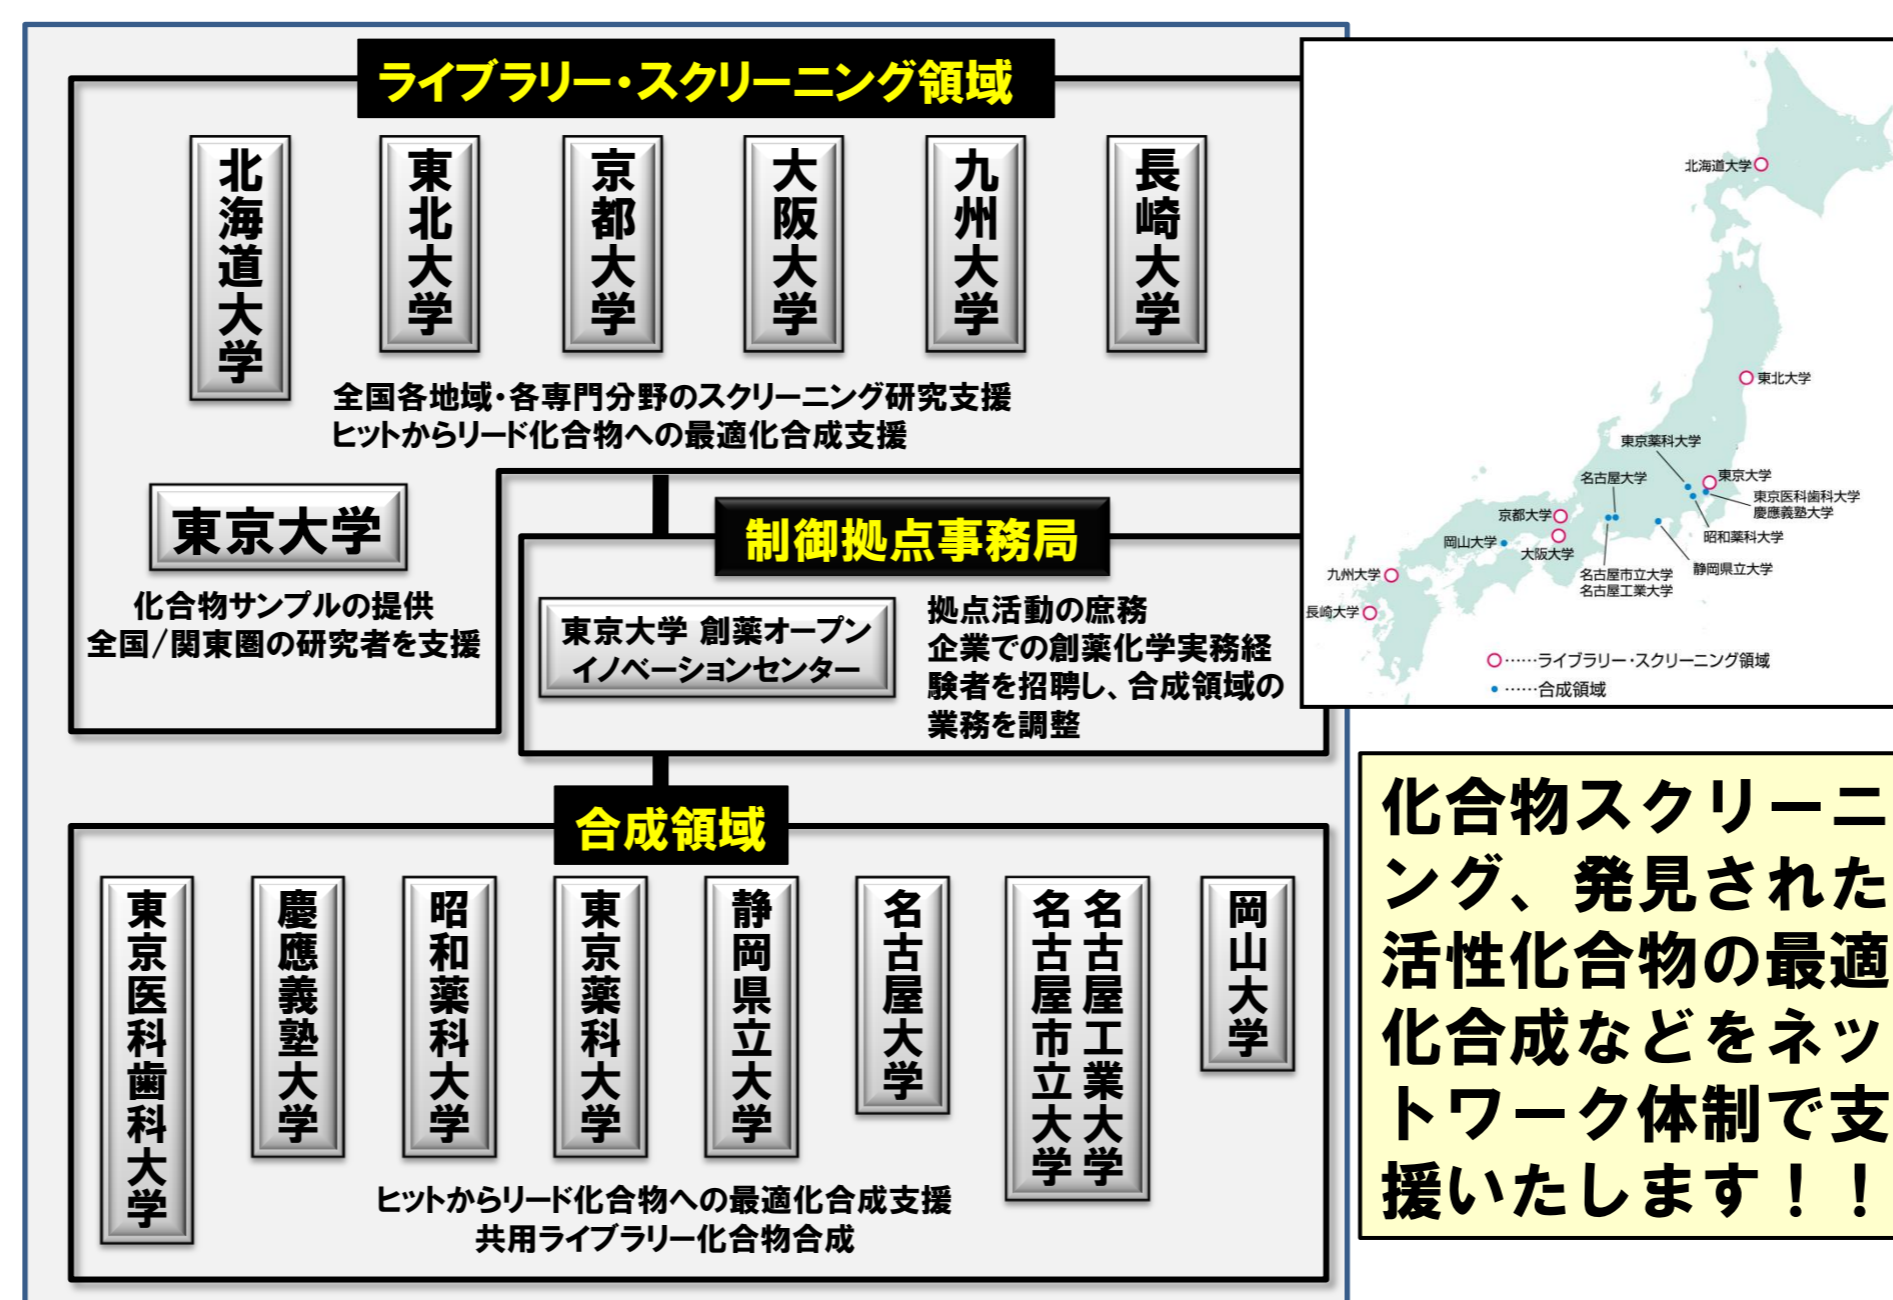 ライブラリー・スクリーニング領域
北海道大学
東北大学
京都大学
大阪大学
九州大学
長崎大学
全国各地域・各専門分野のスクリーニング研究支援
ヒットからリード化合物への最適化合成支援
東京大学
化合物サンプルの提供
全国/関東圏の研究者を支援
制御拠点事務局
東京大学 創薬オープン
イノベーションセンター
拠点活動の庶務
企業での創薬化学実務経
験者を招聘し、合成領域の
業務を調整
合成領域
東京医科歯科大学
慶應義塾大学
昭和薬科大学
東京薬科大学
静岡県立大学
名古屋大学
名古屋工業大学
名古屋市立大学
岡山大学
ヒットからリード化合物への最適化合成支援
共用ライブラリー化合物合成
北海道大学
東北大学
東京薬科大学
名古屋大学
東京大学
東京医科歯科大学
慶應義塾大学
京都大学
昭和薬科大学
岡山大学
大阪大学
静岡県立大学
九州大学
名古屋市立大学
名古屋工業大学
長崎大学
……ライブラリー・スクリーニング領域
……合成領域
化合物スクリーニ
ング、発見された
活性化合物の最適
化合成などをネッ
トワーク体制で支
援いたします！！